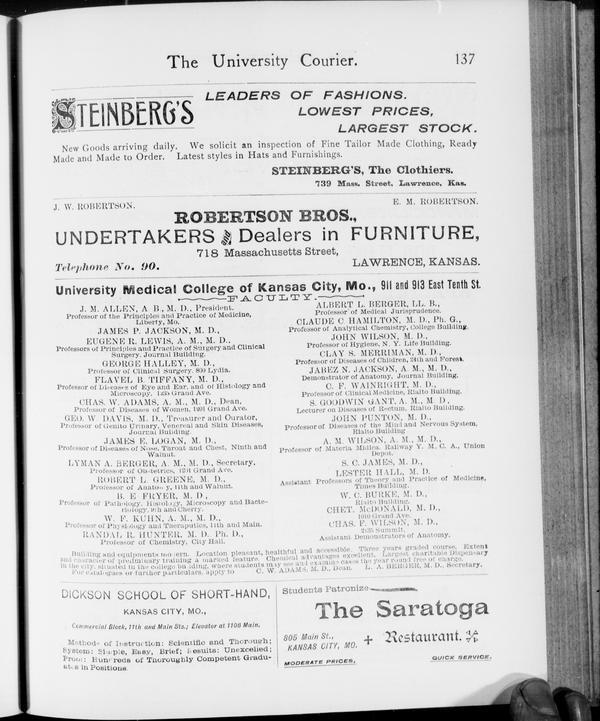 The University Courier.
137
STEINBERG'S
LEADERS OF FASHIONS.
LOWEST PRICES,
LARGEST STOCK.
New Goods arriving daily. We solicit an inspection of Fine Tailor Made Clothing, Ready
Made and Made to Order. Latest styles in Hats and Furnishings.
STEINBERG'S, The Clothiers.
739 Mass. Street, Lawrence, Kas.
J. W. ROBERTSON.
E. M. ROBERTSON.
ROBERTSON BROS.,
UNDERTAKERS and Dealers in FURNITURE,
718 Massachusetts Street,
Telephone No. 90.
LAWRENCE, KANSAS.
University Medical College of Kansas City, Mo., 911 and 913 East Tenth St.
FACULTY.
J. M. ALLEN, A. B., M. D., President.
Professor of the Principles and Practice of Medicine,
Liberty, Mo.
JAMES P. JACKSON, M. D.,
EUGENE R. LEWIS, A. M., M. D.,
Professors of Principles and Practice of Surgery and Clinical
Surgery, Journal Building.
GEORGE HALLEY, M. D.,
Professor of Clinical Surgery, 800 Lydia.
FLAVEL B. TIFFANY, M. D.,
Professor of Diseases of Eye and Ear, and of Histology and
Microscopy, Grand Ave.
CHAS. W. ADAMS, A. M., M. D., Dean,
Professor of Diseases of Women, Grand Ave.
GEO. W. DAVIS, M. D., Treasurer and Curator,
Professor of Genito Urinary, Venereal and Skin Diseases,
Journal Building.
JAMES E. LOGAN, M. D.,
Professor of Diseases of Nose, Throat and Chest, Ninth and
Walnut.
LYMAN A. BERGER, A. M., M. D., Secretary,
Professor of Obstetrics, Grand Ave.
ROBERT L. GREENE, M. D.,
Professor of Anatomy, 11th and Walnut.
B. E. FRYER, M. D.,
Professor of Pathology, Histology, Microscopy and Bacte-
riology, 9th and Cherry.
W. F. KUHN, A. M., M. D.,
Professor of Physiology and Theraputics, 11th and Main.
RANDAL R. HUNTER, M. D. Ph. D.,
Professor of Chemistry, City Hall.
ALBERT L. BERGER, LL. B.,
Professor of Medical Jurisprudence.
CLAUDE C. HAMILTON, M. D., Ph. G.,
Professor of Analytical Chemistry, College Building.
JOHN WILSON, M. D.,
Professor of Hygiene, N. Y. Life Building.
CLAY S. MERRIMAN, M. D.,
Professor of Diseases of Children, 24th and Forest.
JABEZ N. JACKSON, A. M., M. D.,
Demonstrator of Anatomy, Journal Building.
C. F. WAINRIGHT, M. D.,
Professor of Clinical Medicine, Rialto Building.
S. GOODWIN GANT, A. M., M. D.,
Lecturer on Diseases of Rectum, Rialto Building.
JOHN PUNTON, M. D.,
Professor of Diseases of the Mind and Nervous System,
Rialto Building
A. M. WILSON, A. M., M. D.,
Professor of Materia Midica, Railway Y. M. C. A., Union
Depot.
S. C. JAMES, M. D.,
LESTER HALL, M. D.
Assistant Professors of Theory and Practice of Medicine,
Times Building.
W. C. BURKE, M. D.,
Rialto Building.
CHET. McDONALD, M. D.,
1010 Grand Ave.
CHAS. F. WILSON, M. D.,
Summit.
Assistant Demonstrators of Anatomy.
Building and equipments modern. Location pleasant, healthful and accessible. Three years graded course. Extent
and character of preliminary training a marked feature. Chemical advantages excellent. Largest charitable Dispensary
in the city, situated in the college building, where students may see and examine cases the year round free of charge.
For catalogues or further particulars, apply to C. W. ADAMS, M. D., Dean. L. A. BERGER, M. D., Secretary.
DICKSON SCHOOL OF SHORT-HAND,
KANSAS CITY, MO.,
Commercial Block, 11th and Main Sts.; Elevator at 1106 Main.
Methods of Instruction: Scientific and Thorough;
System: Simple, Easy, Brief; Results: Unexcelled;
Proof: Hundreds of Thoroughly Competent Gradu-
ates in Positions.
Students Patronize
The Saratoga
805 Main St.,
KANSAS CITY, MO.
Restaurant.
MODERATE PRICES,
QUICK SERVICE.